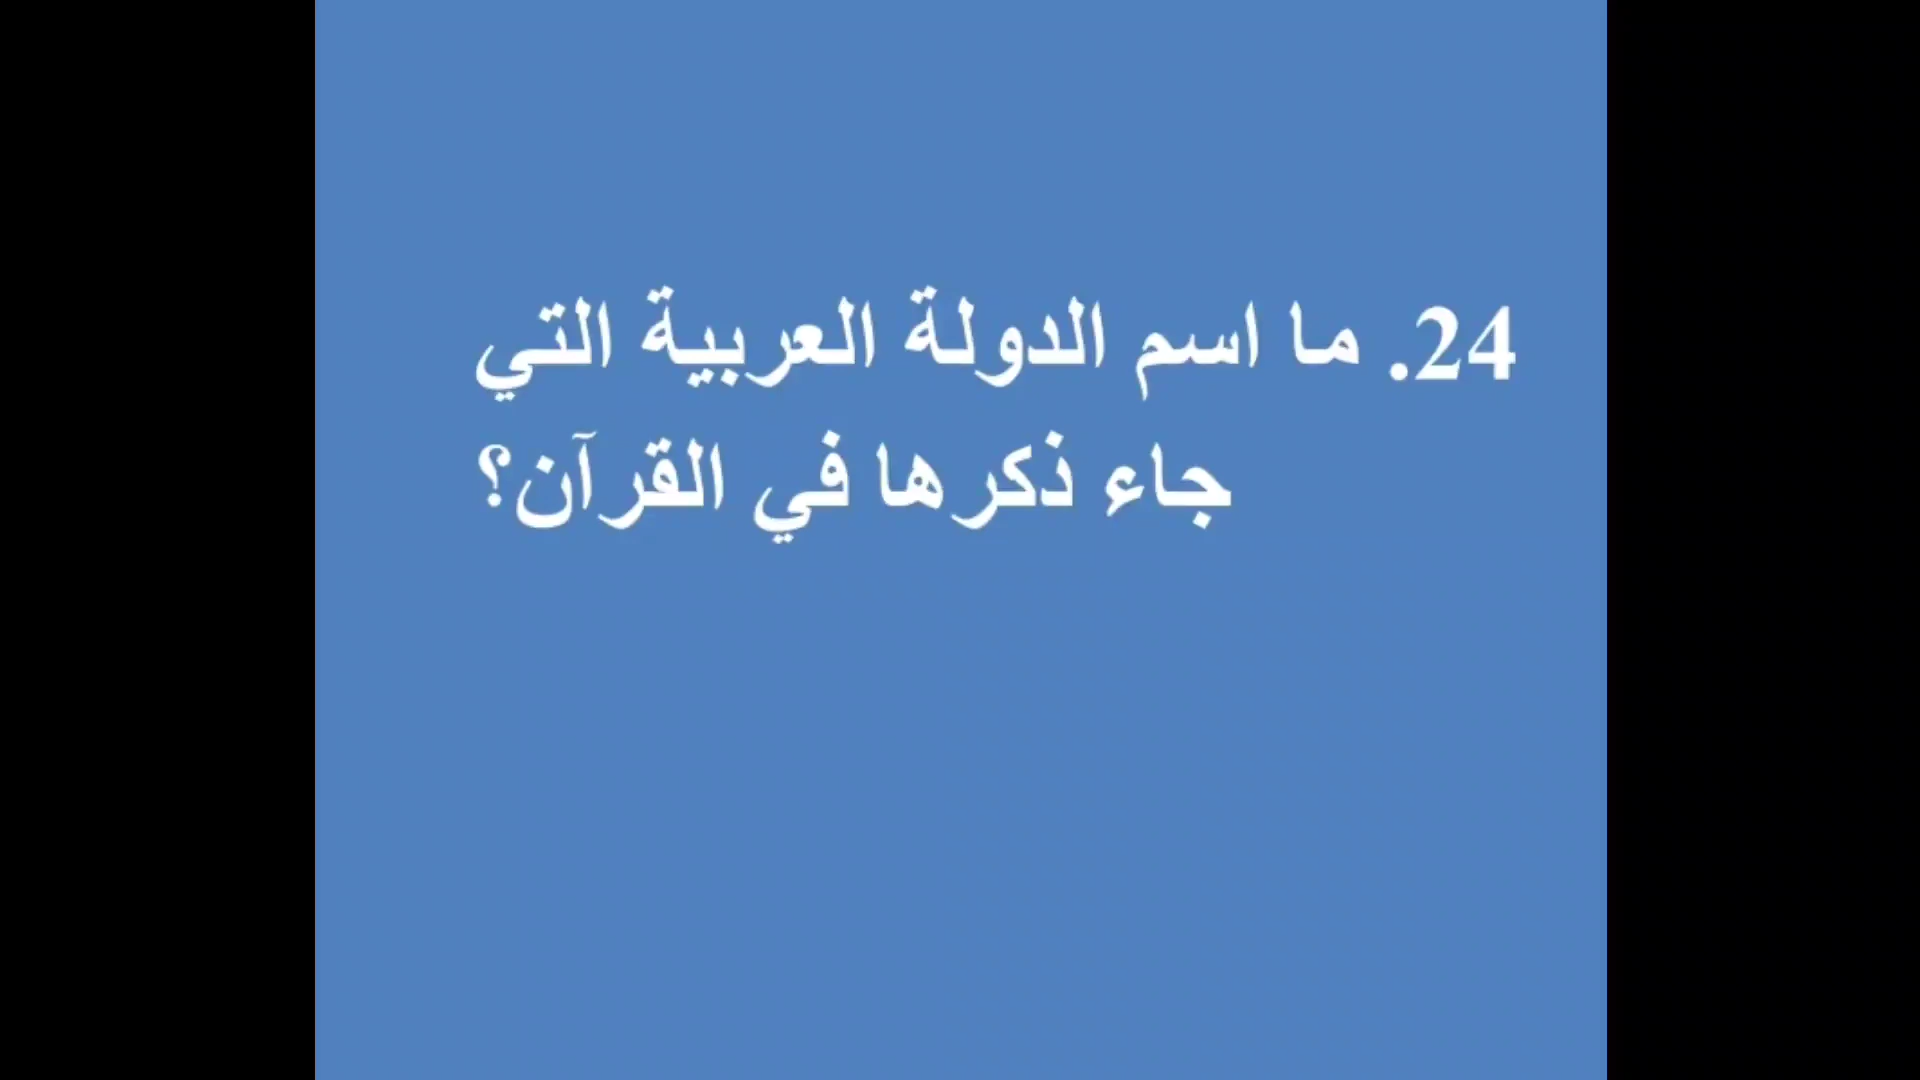 24. ما اسم الدولة العربية التي
جاء ذكرها في القرآن؟